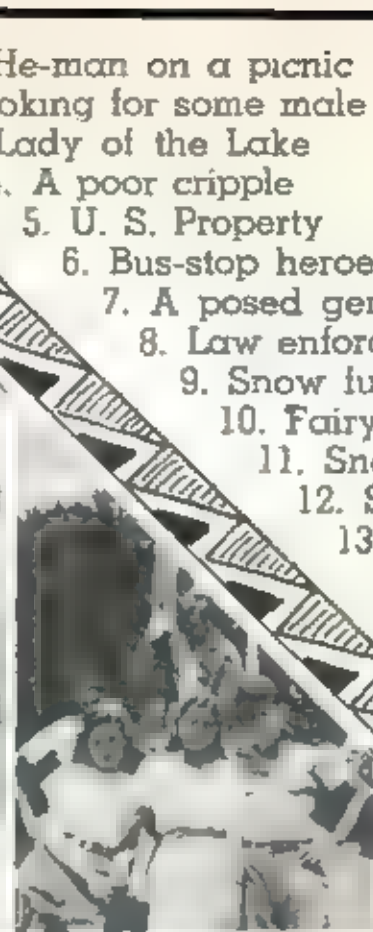 He-man on a picnic
oking for some male
Lady of the Lake
. A poor cripple
5. U. S. Property
6. Bus-stop heroe
7. A posed ger
8. Law enforc
9. Snow fu
10. Fairy
11. Sn
12. S
13